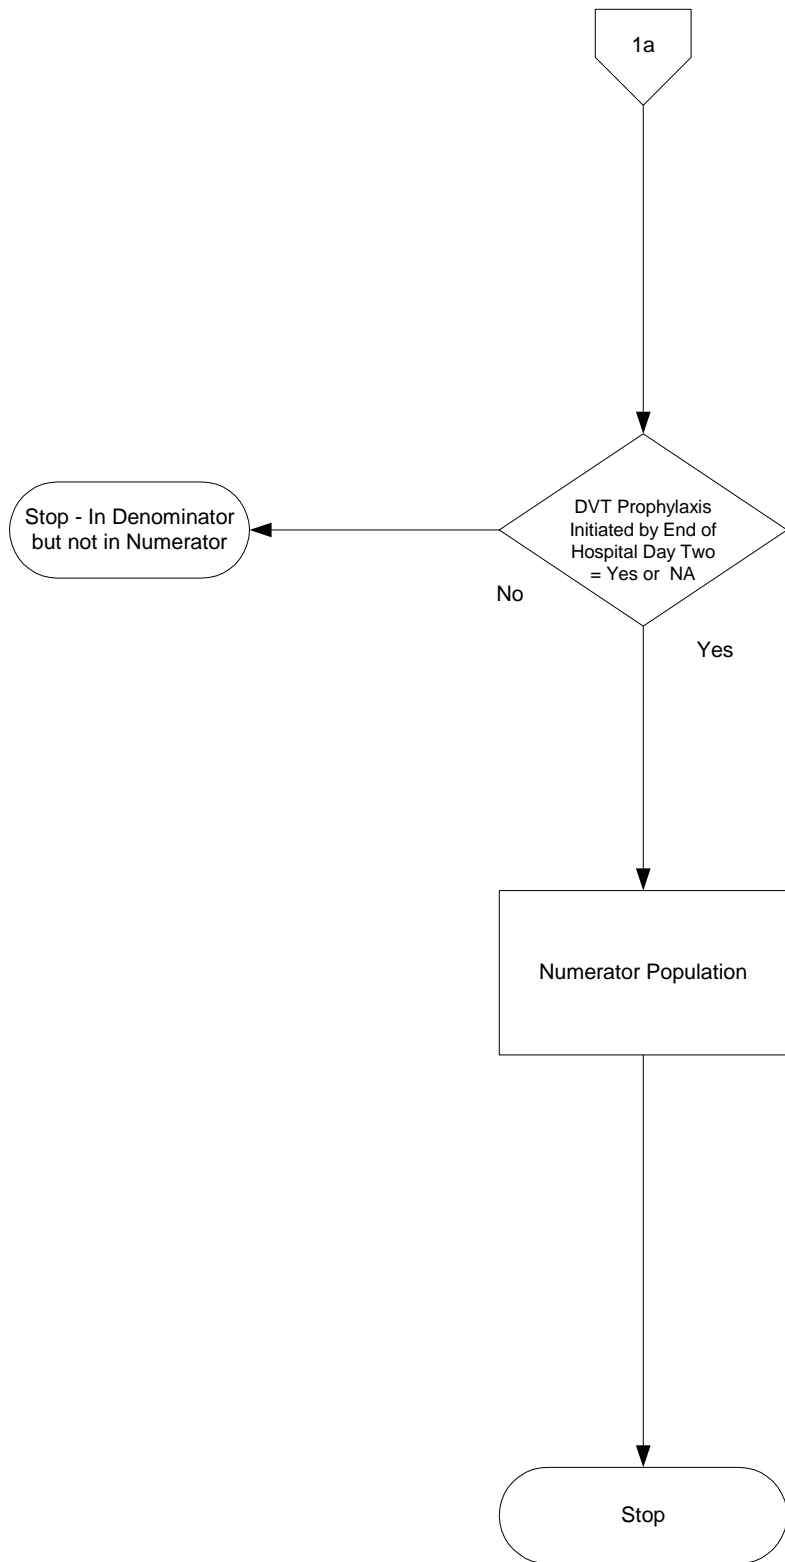 1a
DVT Prophylaxis
Initiated by End of
Hospital Day Two
= Yes or  NA
Stop - In Denominator
but not in Numerator
No
Yes
Numerator Population
Stop